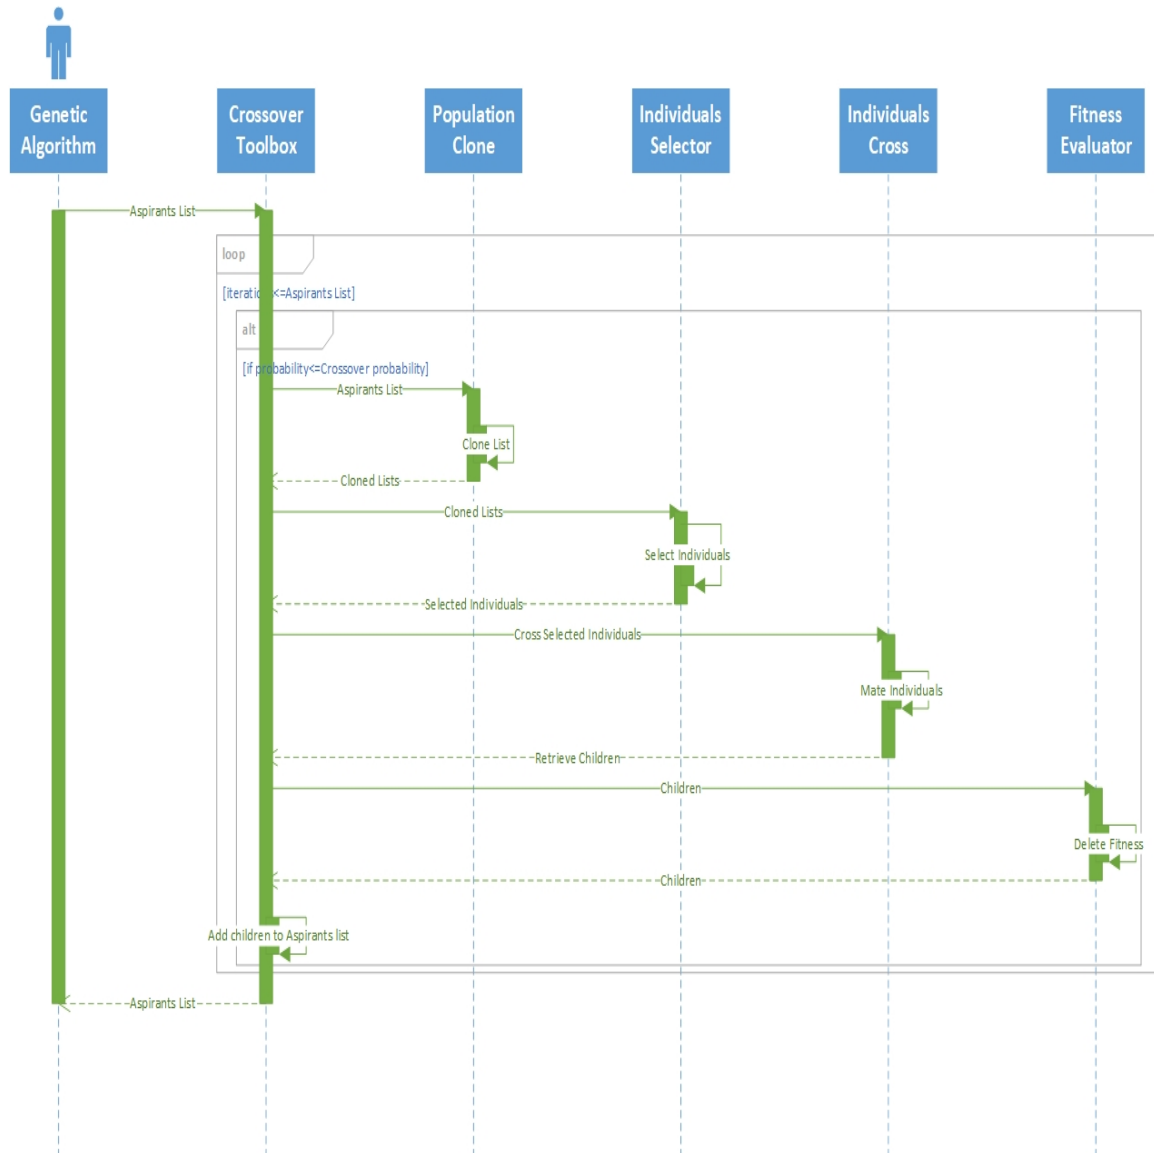 Genetic
Algorithm
Crossover
Toolbox
Population
Clone
Individuals
Selector
Individuals
Cross
Fitness
Evaluator
Aspirants List
loop
[iteration<=Aspirants List]
alt
[if probability<=Crossover probability]
Aspirants List
Clone List
Cloned Lists
Cloned Lists
Select Individuals
Selected Individuals
Cross Selected Individuals
Mate Individuals
Retrieve Children
Children
Delete Fitness
Children
Add children to Aspirants list
Aspirants List